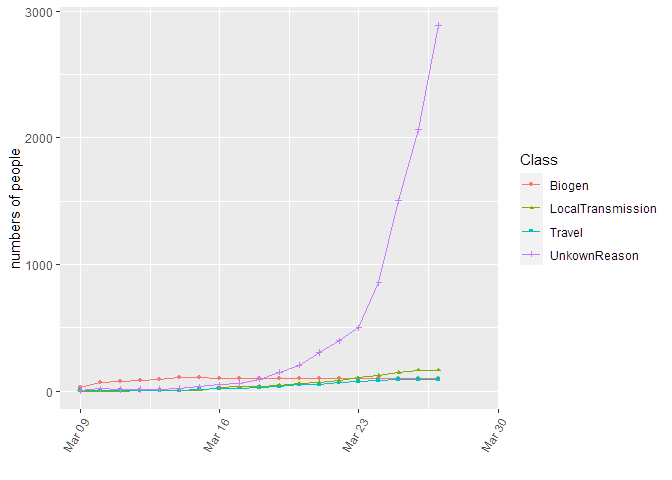 3000
2000
1000
0
numbers of people
Mar 09
Mar 16
Mar 23
Mar 30
Class
Biogen
LocalTransmission
Travel
UnkownReason